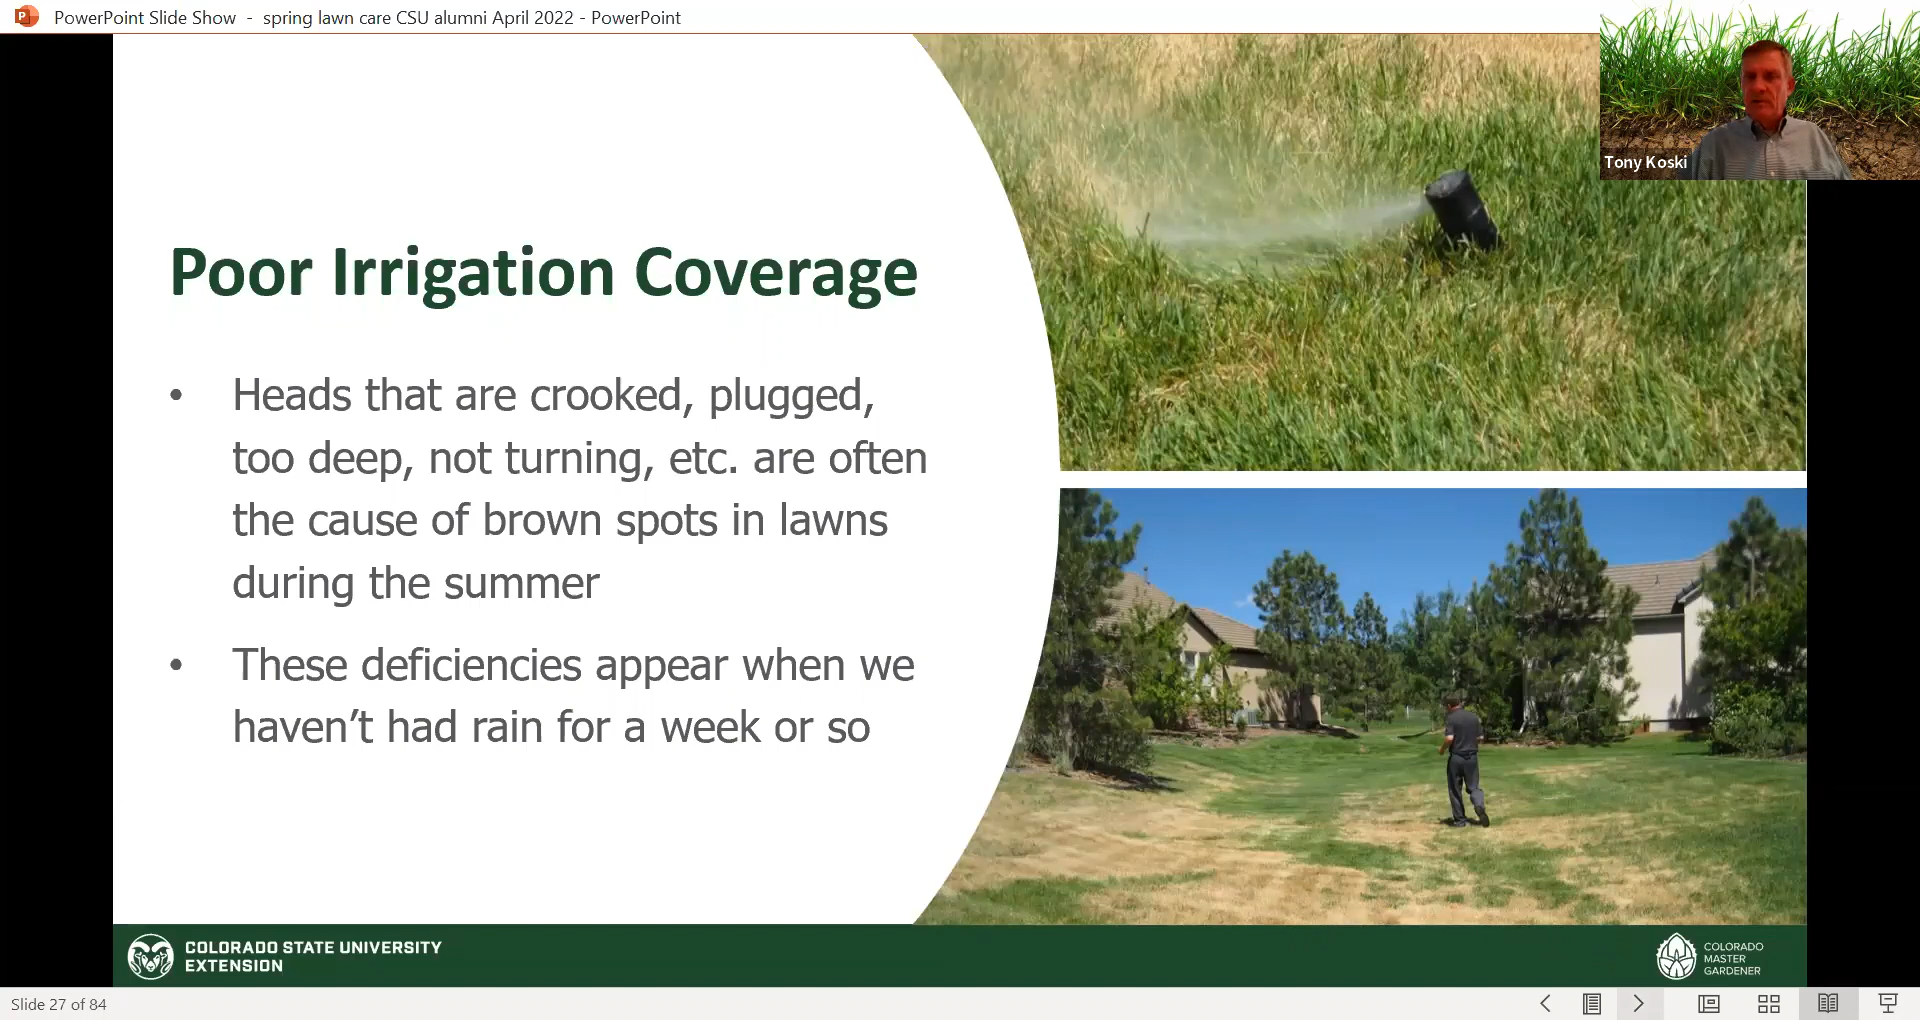 PowerPoint Slide Show - spring lawn care CSU alumni April 2022 - PowerPoint
Tony Koski
Poor Irrigation Coverage
• Heads that are crooked, plugged,
too deep, not turning, etc. are often
the cause of brown spots in lawns
during the summer
• These deficiencies appear when we
haven’t had rain for a week or so
COLORADO STATE UNIVERSITY
EXTENSION
COLORADO
MASTER
GARDENER
Slide 27 of 84